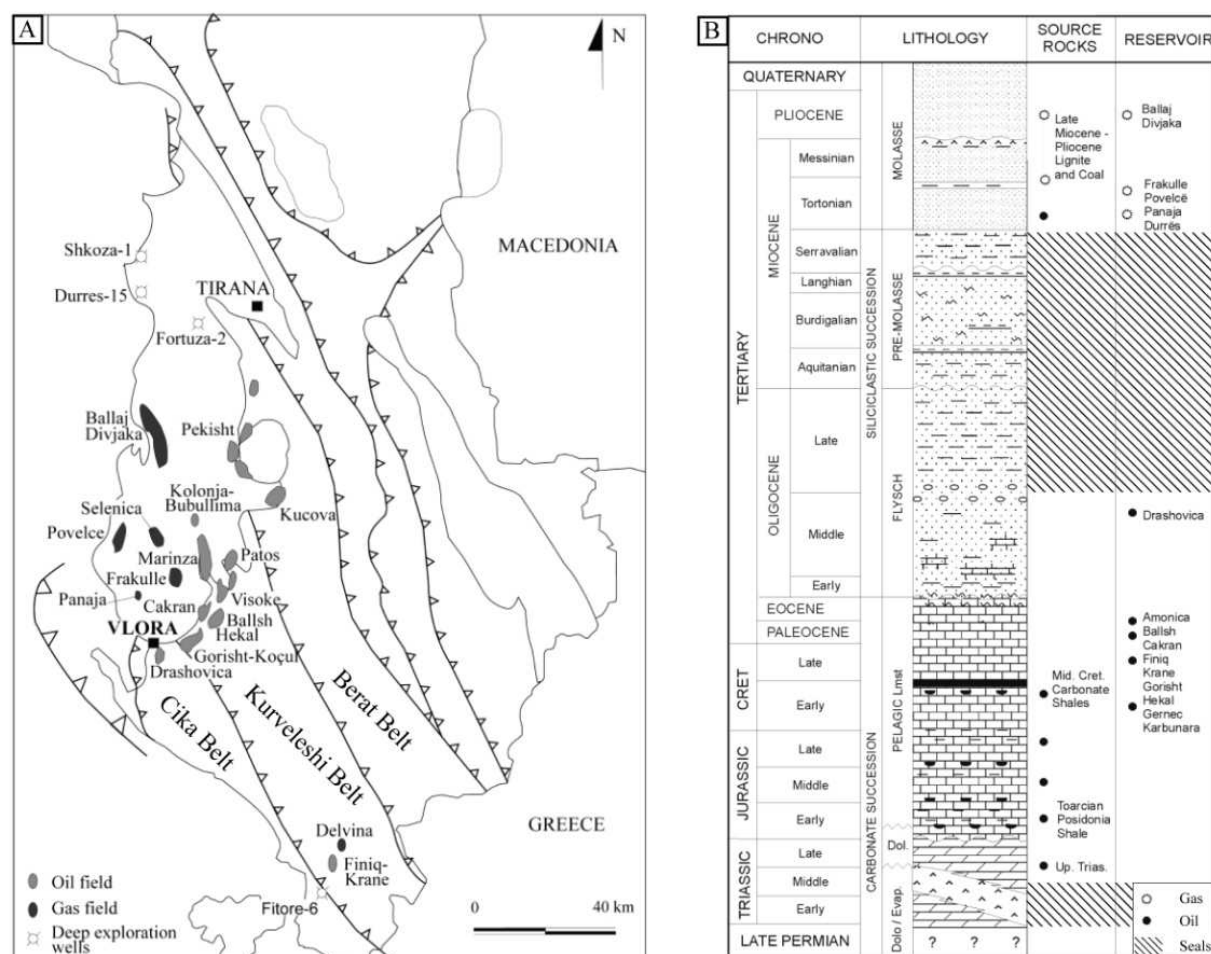 A
N
MACEDONIA
Shkoza-1
TIRANA
Durres-15
Fortuza-2
Ballaj
Divjaka
Pekisht
Kolonja-
Bubullima
Selenica
Kucova
Povelce
Marinza
Patos
Frakulle
Panaja
Visoke
Cakran
Ballsh
VLORA
Hekal
Gorisht-Koçul
Drashovica
Cika Belt
Kurveleshi Belt
Berat Belt
GREECE
Delvina
Finiq-
Krane
Fitore-6
Oil field
Gas field
Deep exploration
wells
0 40 km
B
CHRONO
LITHOLOGY
SOURCE
ROCKS
RESERVOIR
QUATERNARY
TERTIARY
PLIOCENE
MIOCENE
Messinian
Tortonian
Serravalian
Langhian
Burdigalian
Aquitanian
OLIGOCENE
Late
Middle
Early
EOCENE
PALEOCENE
CRET
Late
Early
JURASSIC
Late
Middle
Early
TRIASSIC
Late
Middle
Early
LATE PERMIAN
SILICICLASTIC SUCCESSION
MOLASSE
PRE-MOLASSE
FLYSCH
CARBONATE SUCCESSION
PELAGIC Lmst
Dol.
Dolo / Evap.
? ? ?
Late
Miocene -
Pliocene
Lignite
and Coal
Mid. Cret.
Carbonate
Shales
Toarcian
Posidonia
Shale
Up. Trias.
Ballaj
Divjaka
Frakulle
Povelcë
Panaja
Durrës
Drashovica
Amonica
Ballsh
Cakran
Finiq
Krane
Gorisht
Hekal
Gernec
Karbunara
Gas
Oil
Seals